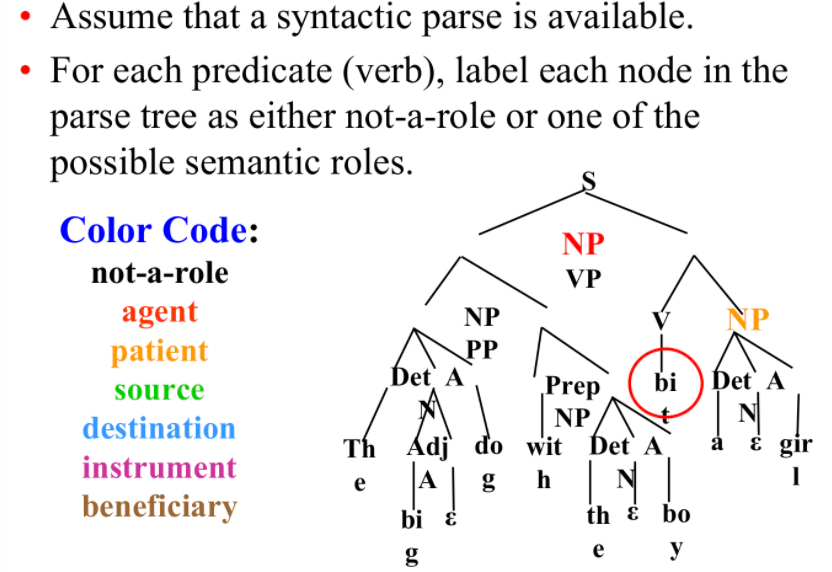 • Assume that a syntactic parse is available.
• For each predicate (verb), label each node in the
parse tree as either not-a-role or one of the
possible semantic roles.
S
Color Code:
NP
VP
not-a-role
agent
patient
source
destination
instrument
beneficiary
NP
PP
V
NP
Det A
N
Prep
NP
bi
t
Det A
N
Th
e
Adj
A
do
g
wit
h
Det A
N
a
ε
gir
l
bi
g
ε
th
e
ε
bo
y